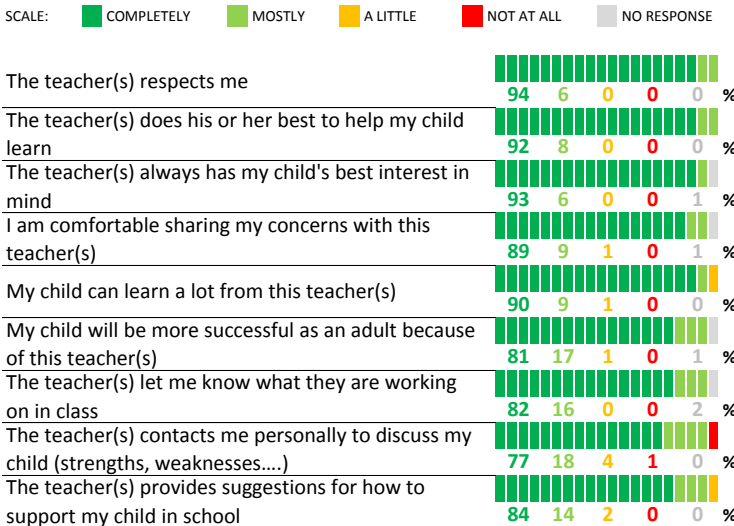 SCALE: COMPLETELY MOSTLY A LITTLE NOT AT ALL NO RESPONSE
The teacher(s) respects me
94 6 0 0 0 %
The teacher(s) does his or her best to help my child
learn
92 8 0 0 0 %
The teacher(s) always has my child's best interest in
mind
93 6 0 0 1 %
I am comfortable sharing my concerns with this
teacher(s)
89 9 1 0 1 %
My child can learn a lot from this teacher(s)
90 9 1 0 0 %
My child will be more successful as an adult because
of this teacher(s)
81 17 1 0 1 %
The teacher(s) let me know what they are working
on in class
82 16 0 0 2 %
The teacher(s) contacts me personally to discuss my
child (strengths, weaknesses....)
77 18 4 1 0 %
The teacher(s) provides suggestions for how to
support my child in school
84 14 2 0 0 %